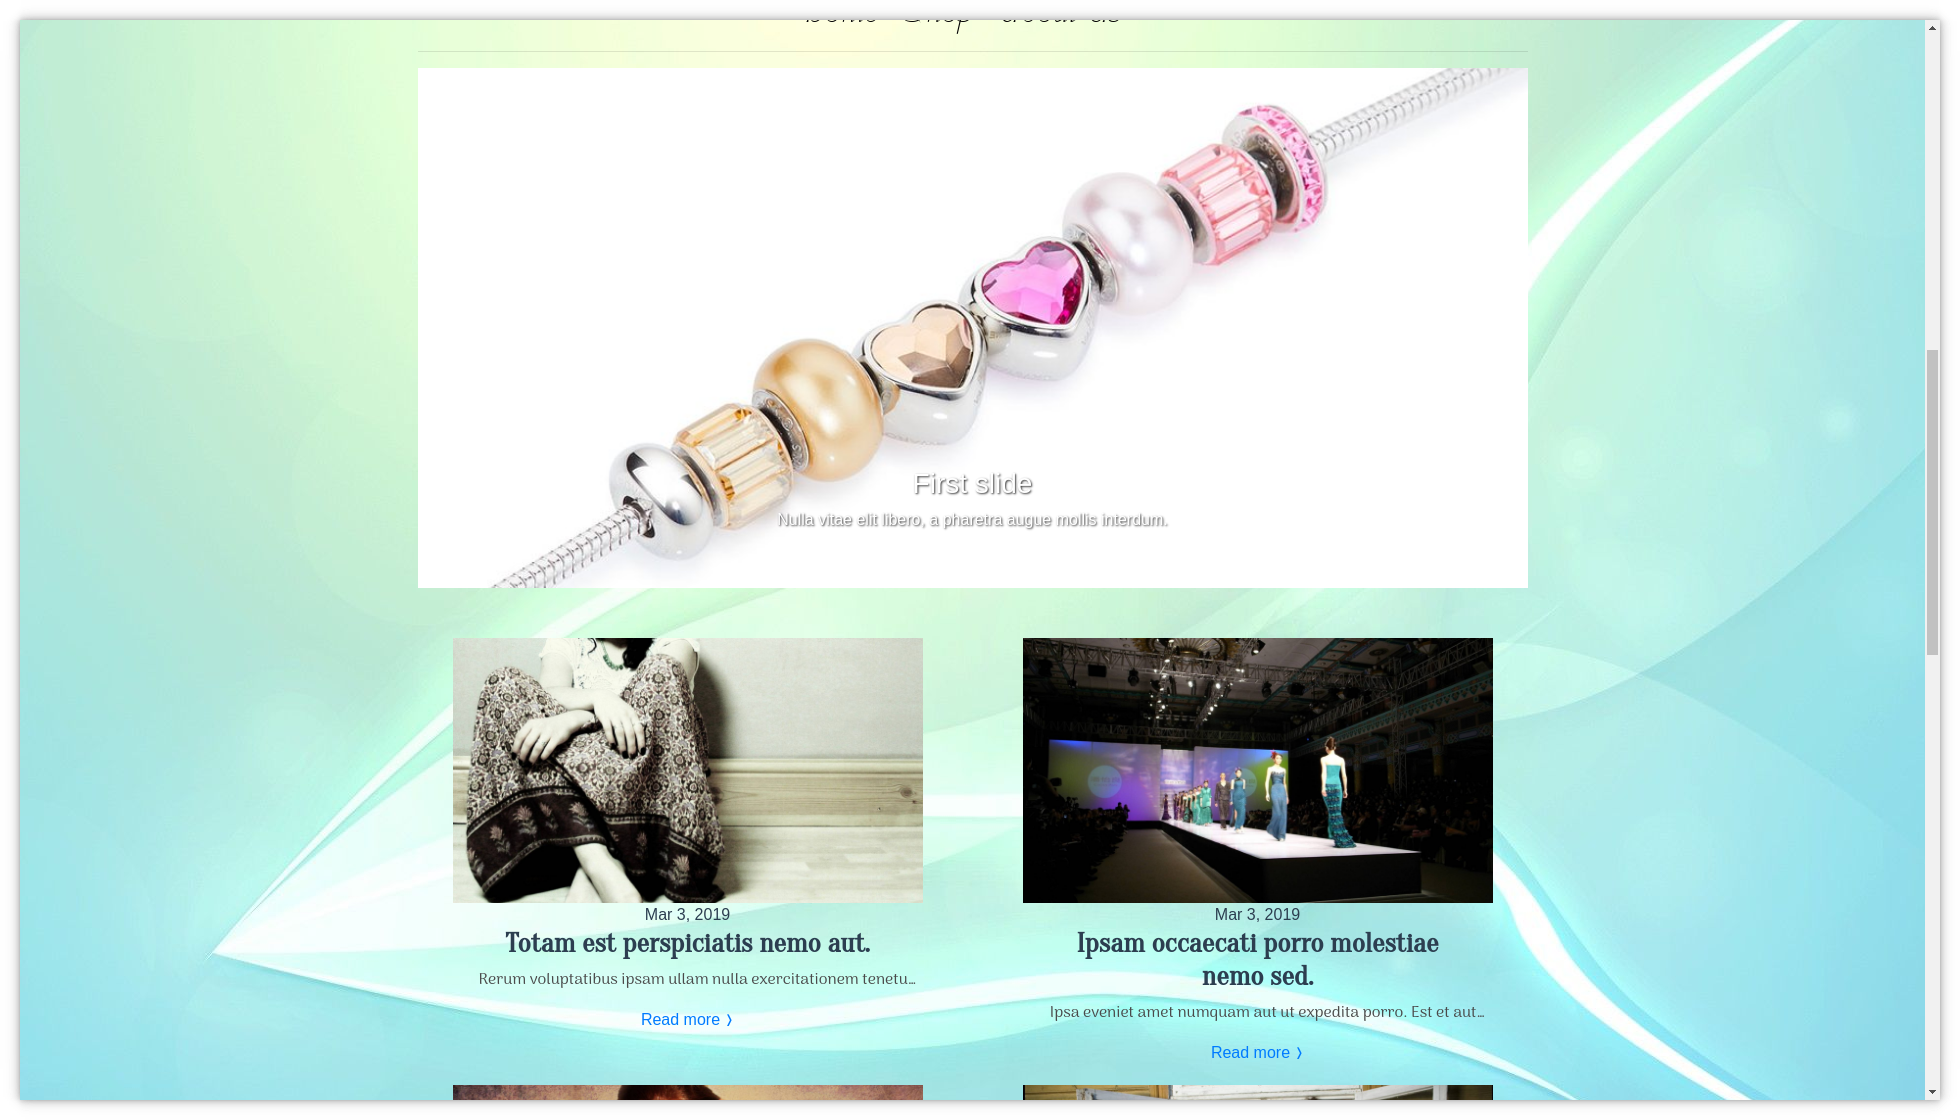 Shop
First slide
Nulla vitae elit libero, a pharetra augue mollis interdum.
Mar 3, 2019
Totam est perspiciatis nemo aut.
Rerum voluptatibus ipsam ullam nulla exercitationem tenetu...
Read more ⟩
Mar 3, 2019
Ipsam occaecati porro molestiae
nemo sed.
Ipsa eveniet amet numquam aut ut expedita porro. Est et aut...
Read more ⟩